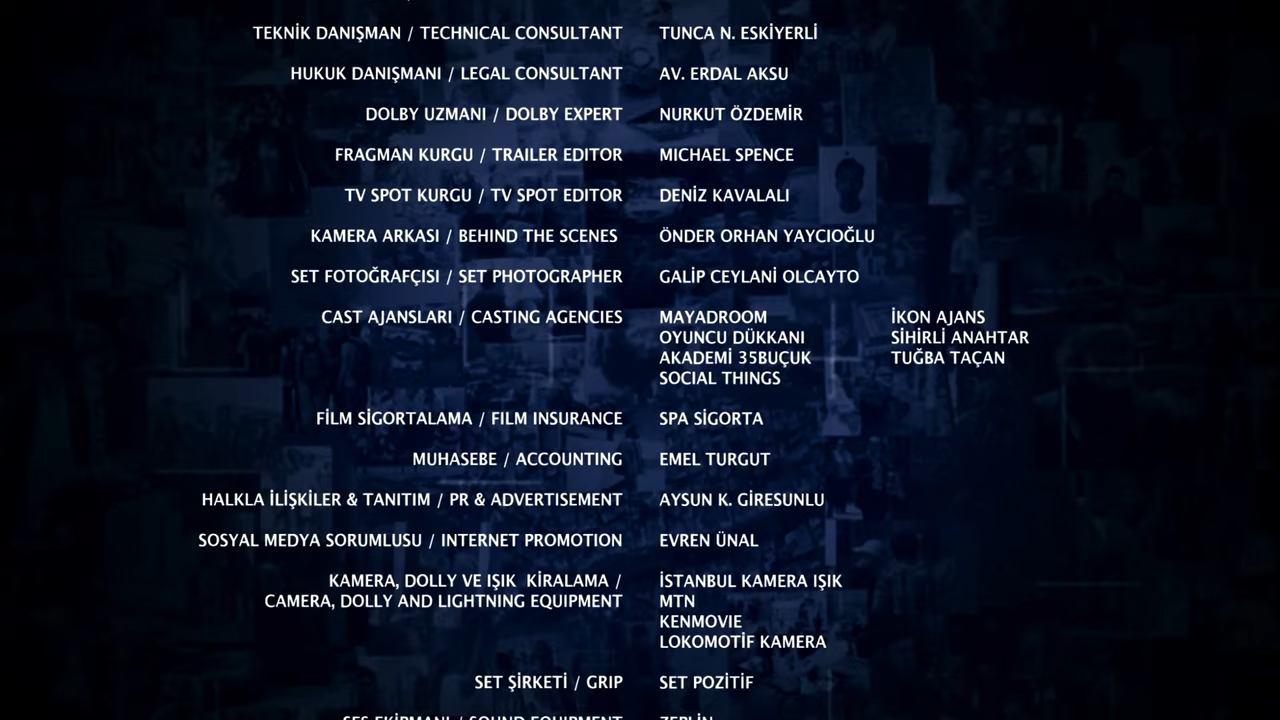 TEKNİK DANIŞMAN / TECHNICAL CONSULTANT TUNCA N. ESKİYERLİ
HUKUK DANIŞMANI / LEGAL CONSULTANT AV. ERDAL AKSU
DOLBY UZMANI / DOLBY EXPERT NURKUT ÖZDEMİR
FRAGMAN KURGU / TRAILER EDITOR MICHAEL SPENCE
TV SPOT KURGU / TV SPOT EDITOR DENİZ KAVALALI
KAMERA ARKASI / BEHIND THE SCENES ÖNDER ORHAN YAYCIOĞLU
SET FOTOĞRAFÇISI / SET PHOTOGRAPHER GALİP CEYLANİ OLCAYTO
CAST AJANSLARI / CASTING AGENCIES MAYADROOM İKON AJANS
OYUNCU DÜKKANI SİHİRLİ ANAHTAR
AKADEMİ 35BUÇUK TUĞBA TAÇAN
SOCIAL THINGS
FİLM SİGORTALAMA / FILM INSURANCE SPA SİGORTA
MUHASEBE / ACCOUNTING EMEL TURGUT
HALKLA İLİŞKİLER & TANITIM / PR & ADVERTISEMENT AYSUN K. GİRESUNLU
SOSYAL MEDYA SORUMLUSU / INTERNET PROMOTION EVREN ÜNAL
KAMERA, DOLLY VE IŞIK KİRALAMA / İSTANBUL KAMERA IŞIK
CAMERA, DOLLY AND LIGHTNING EQUIPMENT MTN
KENMOVIE
LOKOMOTİF KAMERA
SET ŞİRKETİ / GRIP SET POZİTİF
SES EKİPMANI / SOUND EQUIPMENT ZEPLİN